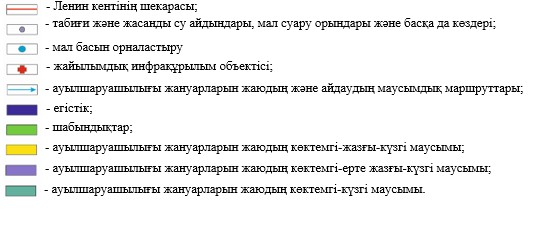 - Ленин кентінің шекарасы;
- табиғи және жасанды су айдындары, мал суару орындары және басқа да көздері;
- мал басын орналастыру
- жайылымдық инфрақұрылым объектісі;
- ауылшаруашылығы жануарларын жаюдың және айдаудың маусымдық маршруттары;
- егістік;
- шабындықтар;
- ауылшаруашылығы жануарларын жаюдың көктемгі-жазғы-күзгі маусымы;
- ауылшаруашылығы жануарларын жаюдың көктемгі-ерте жазғы-күзгі маусымы;
- ауылшаруашылығы жануарларын жаюдың көктемгі-күзгі маусымы.